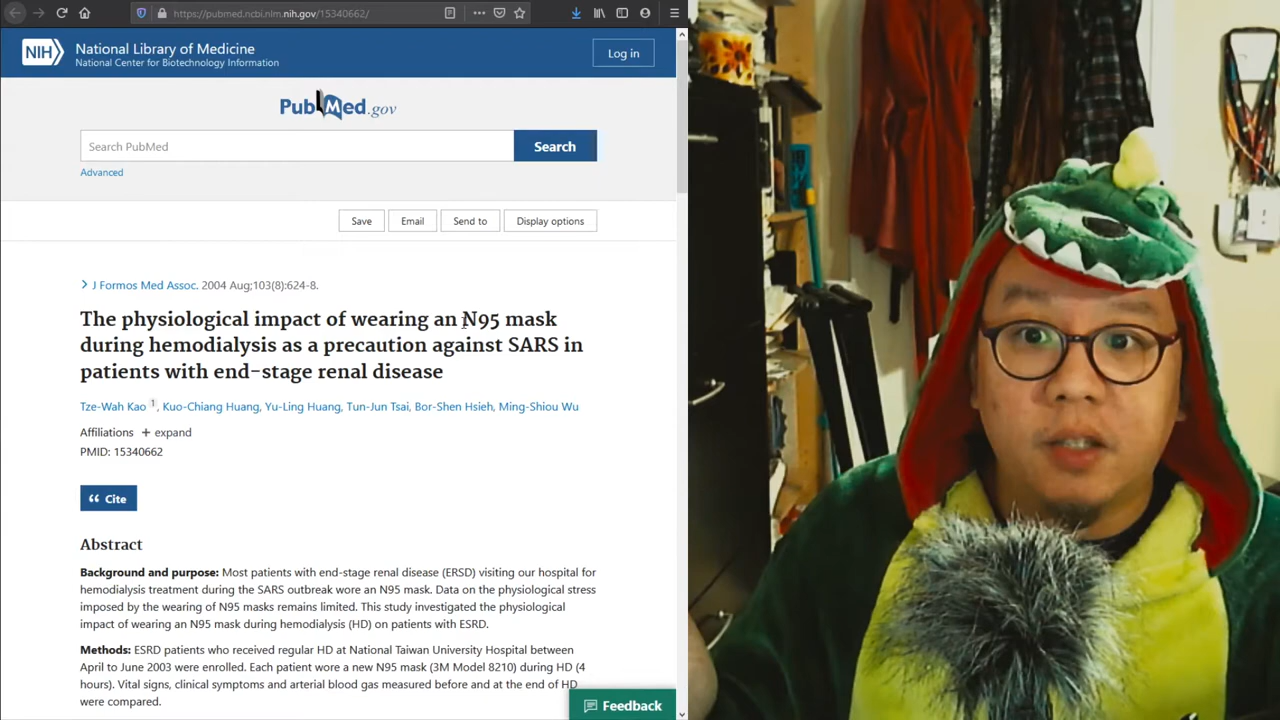 https://pubmed.ncbi.nlm.nih.gov/15340662/
NIH
National Library of Medicine
National Center for Biotechnology Information
Log in
PubMed.gov
Search PubMed
Search
Advanced
Save
Email
Send to
Display options
J Formos Med Assoc. 2004 Aug;103(8):624-8.
The physiological impact of wearing an N95 mask
during hemodialysis as a precaution against SARS in
patients with end-stage renal disease
Tze-Wah Kao 1, Kuo-Chiang Huang, Yu-Ling Huang, Tun-Jun Tsai, Bor-Shen Hsieh, Ming-Shiou Wu
Affiliations + expand
PMID: 15340662
Cite
Abstract
Background and purpose: Most patients with end-stage renal disease (ERSD) visiting our hospital for
hemodialysis treatment during the SARS outbreak wore an N95 mask. Data on the physiological stress
imposed by the wearing of N95 masks remains limited. This study investigated the physiological
impact of wearing an N95 mask during hemodialysis (HD) on patients with ESRD.
Methods: ESRD patients who received regular HD at National Taiwan University Hospital between
April to June 2003 were enrolled. Each patient wore a new N95 mask (3M Model 8210) during HD (4
hours). Vital signs, clinical symptoms and arterial blood gas measured before and at the end of HD
were compared.
Feedback